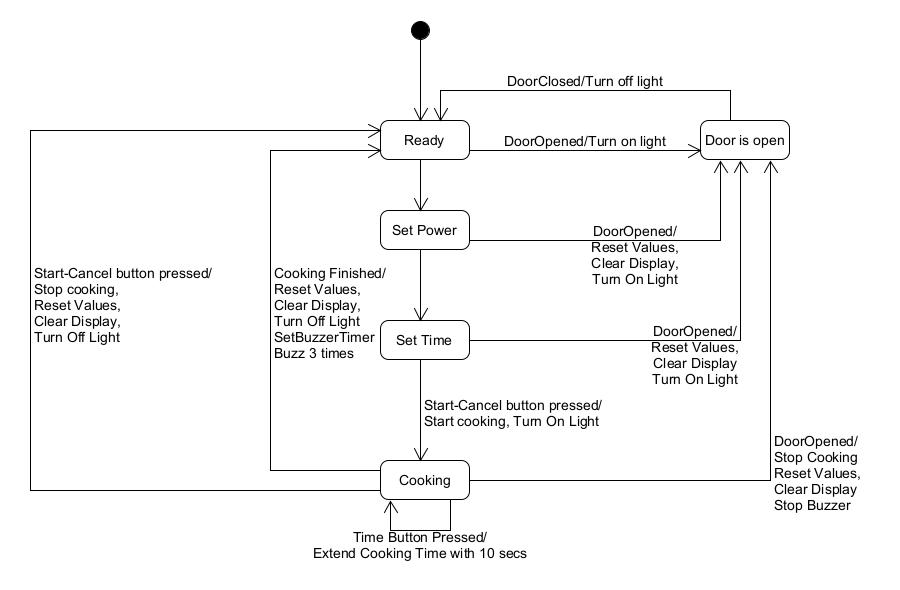 DoorClosed/Turn off light
Ready
DoorOpened/Turn on light
Door is open
Set Power
DoorOpened/
Reset Values,
Clear Display,
Turn On Light
Start-Cancel button pressed/
Stop cooking,
Reset Values,
Clear Display,
Turn Off Light
Cooking Finished/
Reset Values,
Clear Display,
Turn Off Light
SetBuzzerTimer
Buzz 3 times
Set Time
DoorOpened/
Reset Values,
Clear Display
Turn On Light
Start-Cancel button pressed/
Start cooking, Turn On Light
DoorOpened/
Stop Cooking
Reset Values,
Clear Display
Stop Buzzer
Cooking
Time Button Pressed/
Extend Cooking Time with 10 secs